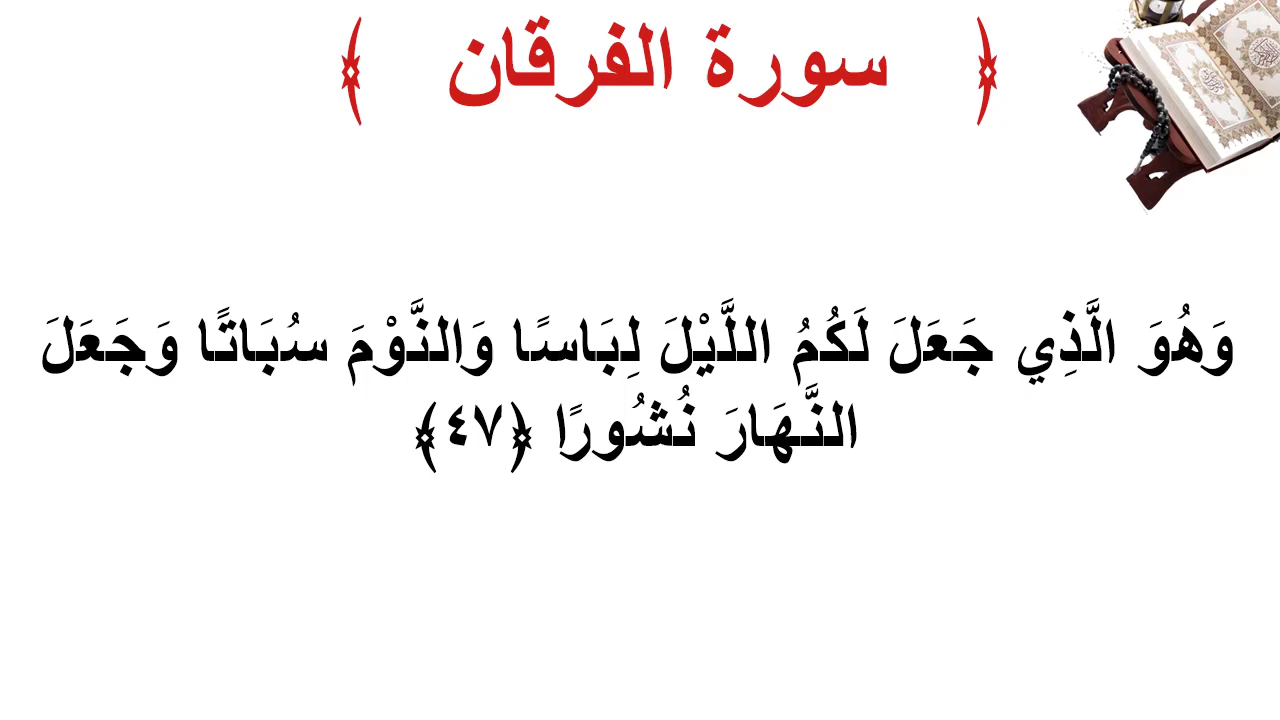 ﴿ سورة الفرقان ﴾
وَهُوَ الَّذِي جَعَلَ لَكُمُ اللَّيْلَ لِبَاسًا وَالنَّوْمَ سُبَاتًا وَجَعَلَ
النَّهَارَ نُشُورًا ﴿٤٧﴾